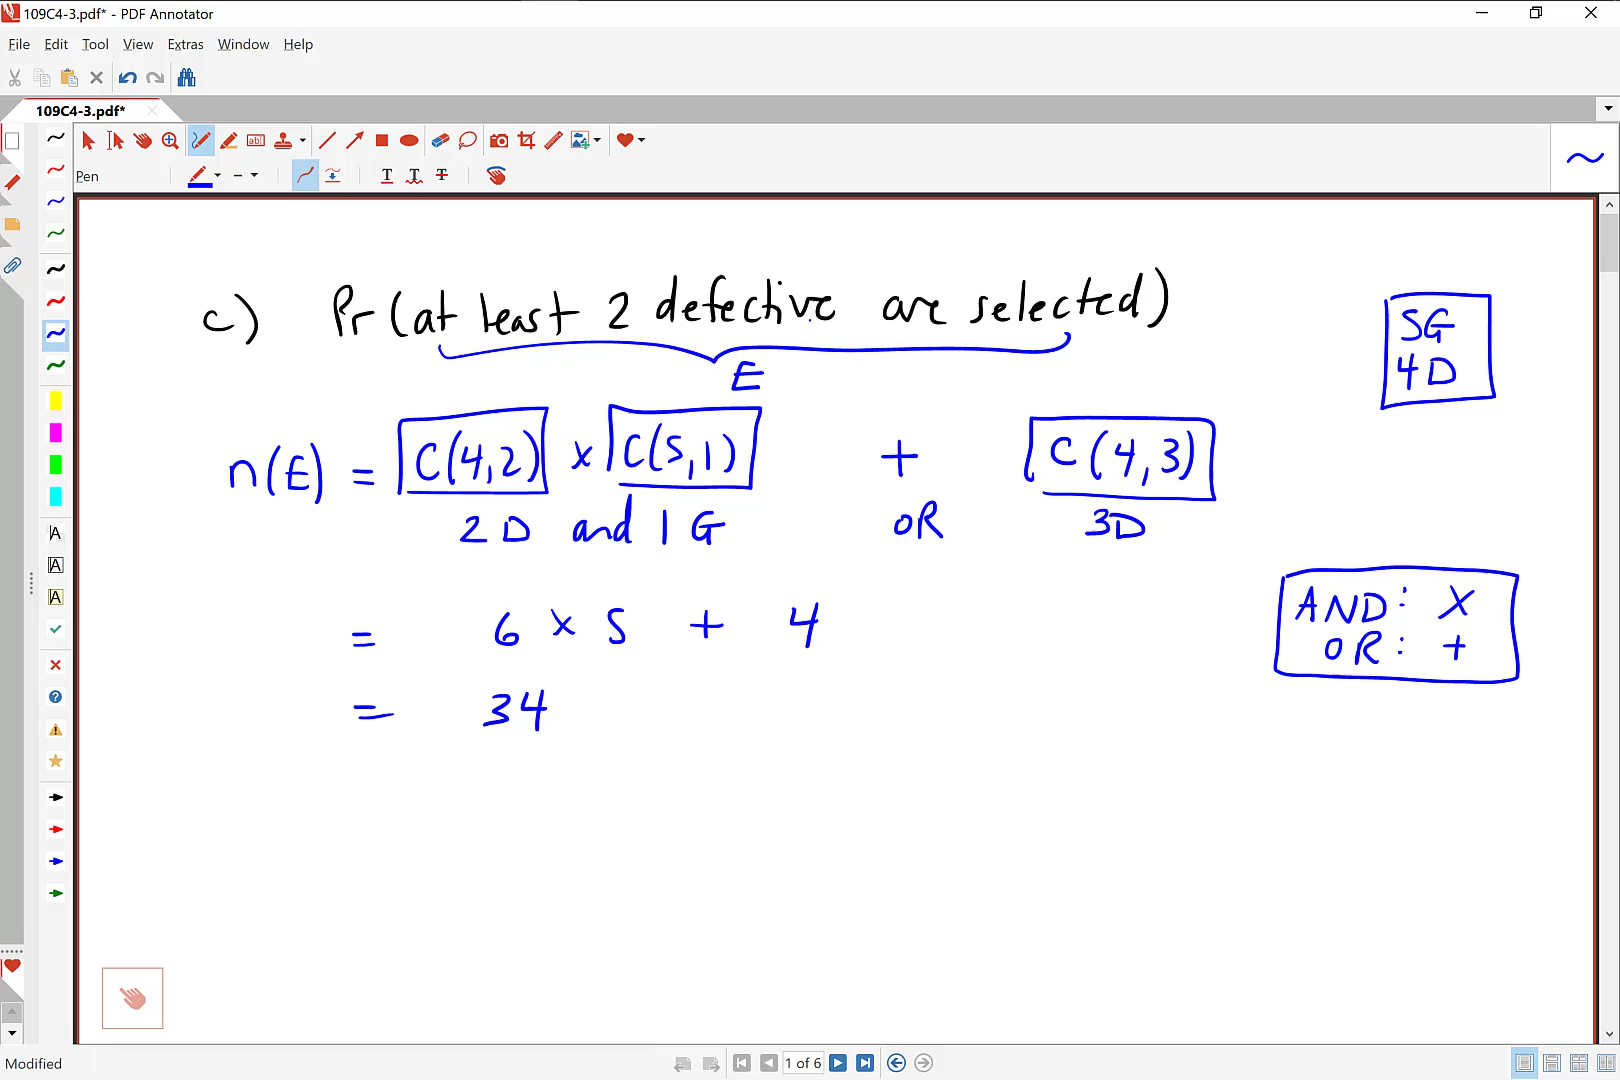 109C4-3.pdf* - PDF Annotator
File Edit Tool View Extras Window Help
109C4-3.pdf*
Pen
c) Pr(at least 2 defective are selected)
E
5G
4D
n(E) = C(4,2) × C(5,1) + C(4,3)
2D and 1G OR 3D
= 6 × 5 + 4
= 34
AND: ×
OR: +
Modified
1 of 6